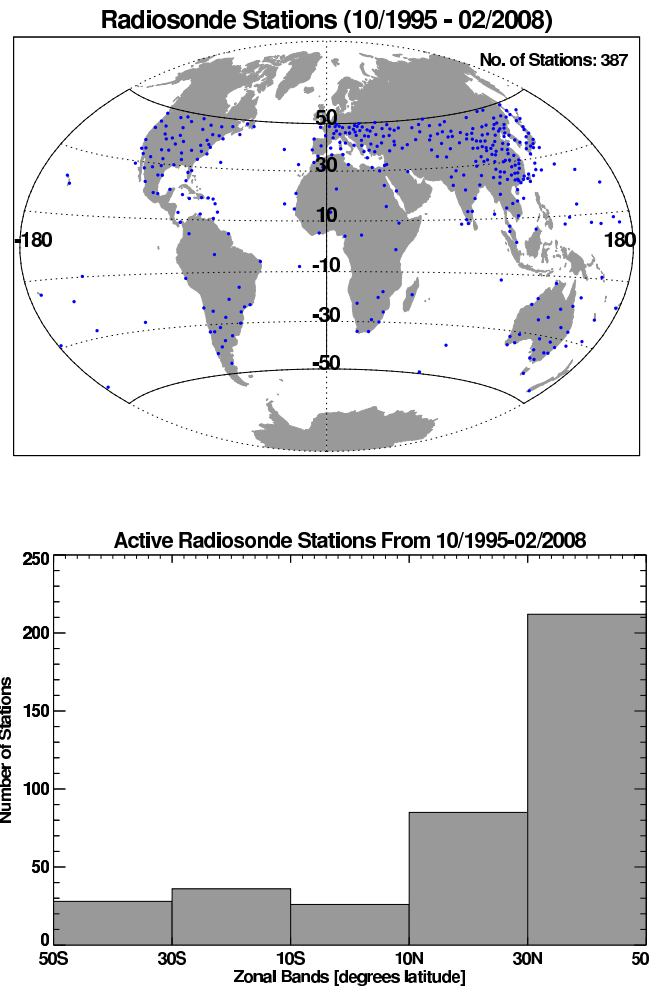 Radiosonde Stations (10/1995 - 02/2008)
No. of Stations: 387
50
30
10
-180
180
-10
-30
-50
Active Radiosonde Stations From 10/1995-02/2008
250
200
150
100
50
0
Number of Stations
50S 30S 10S 10N 30N 50
Zonal Bands [degrees latitude]